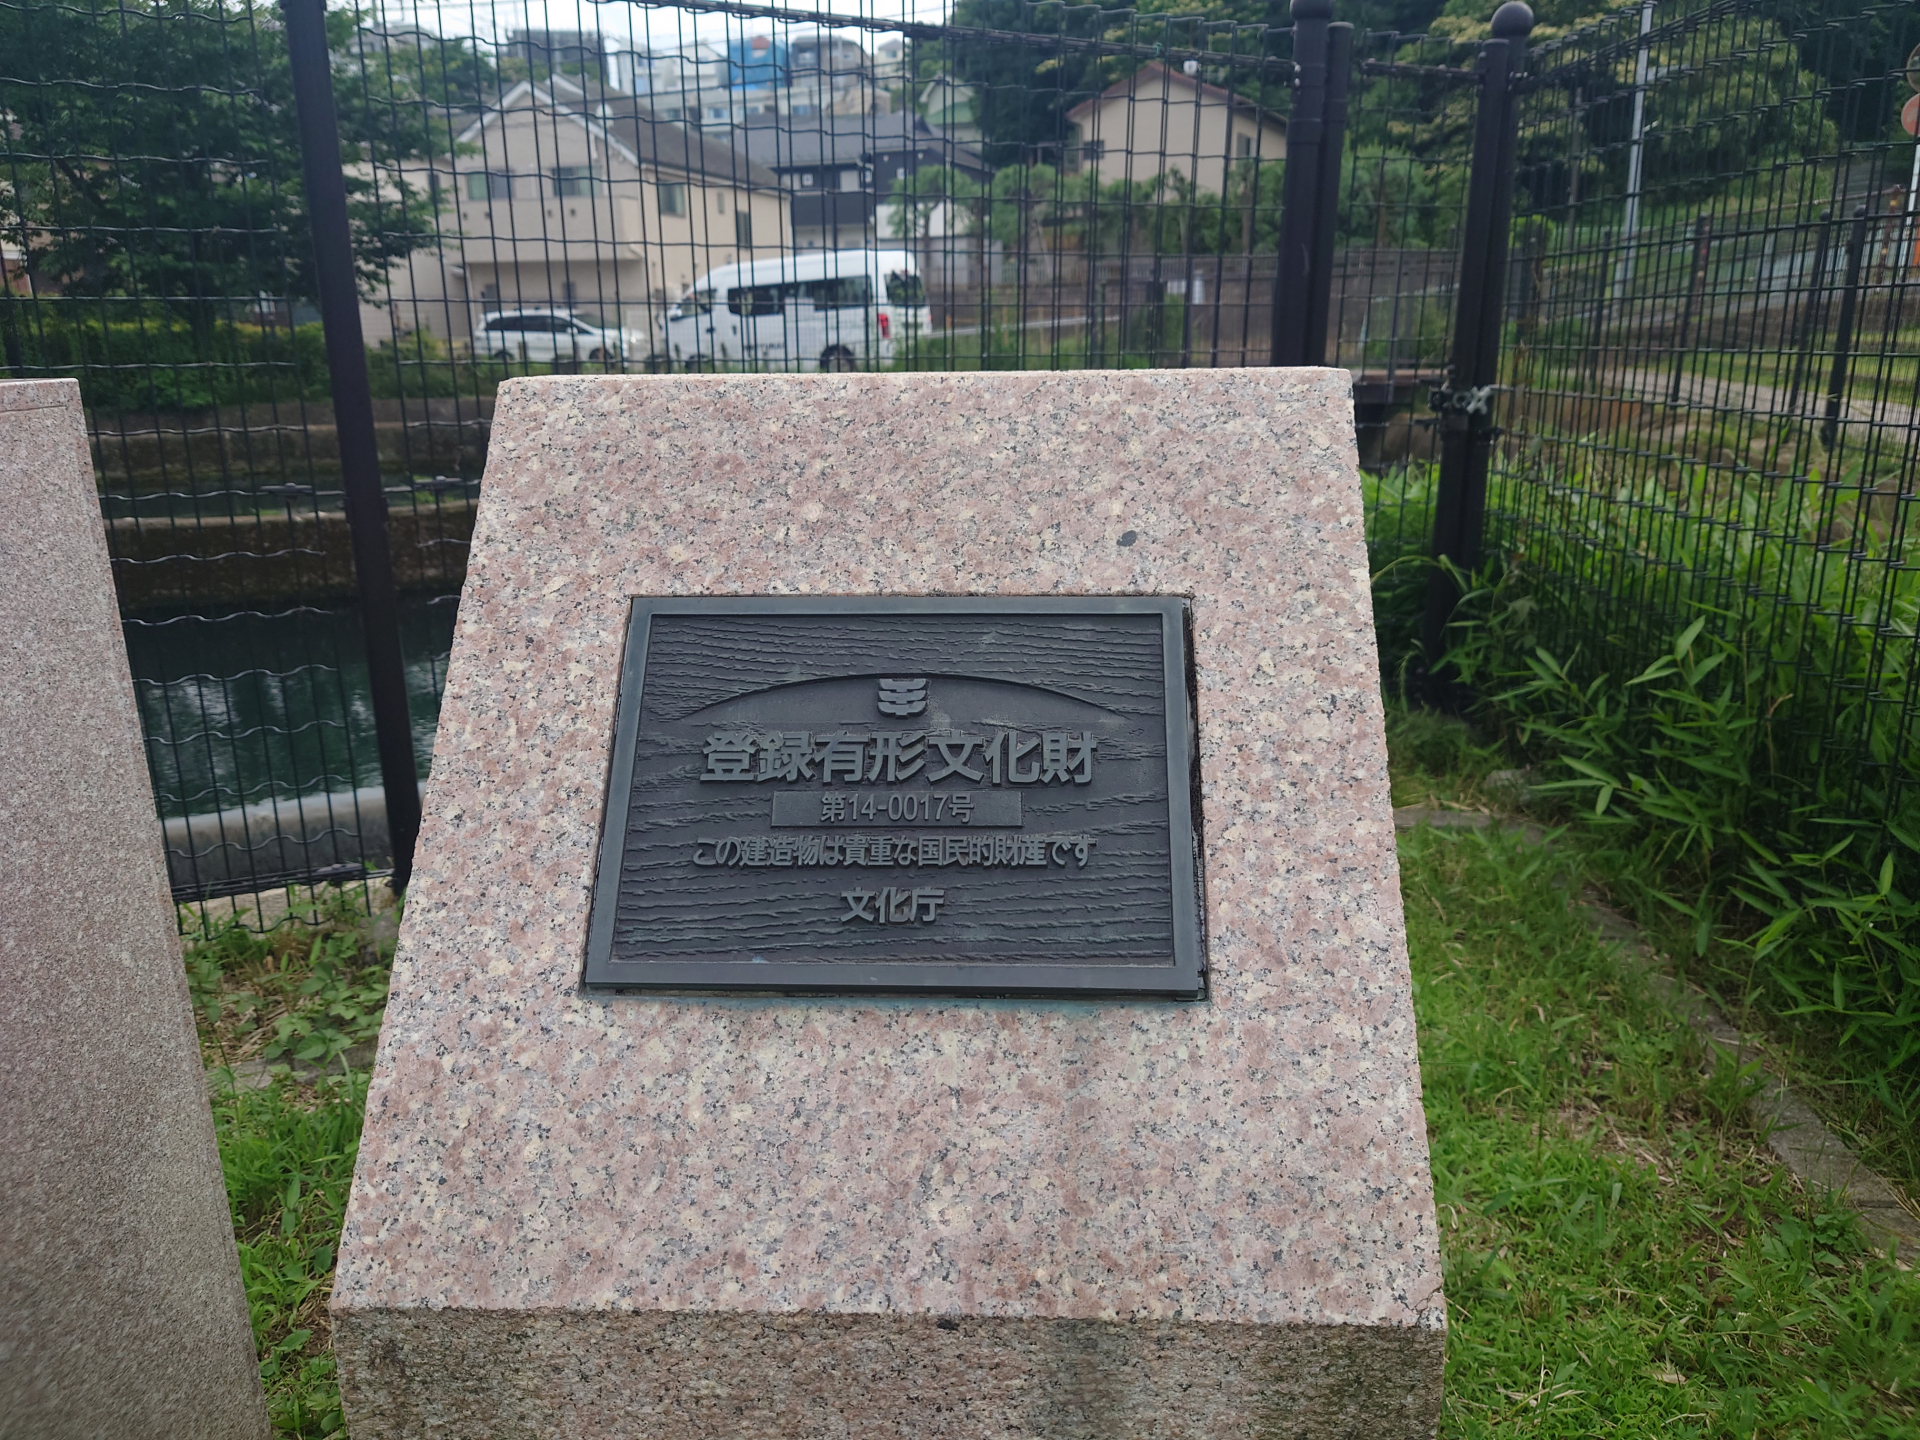 登録有形文化財
第14-0017号
この建造物は貴重な国民的財産です
文化庁